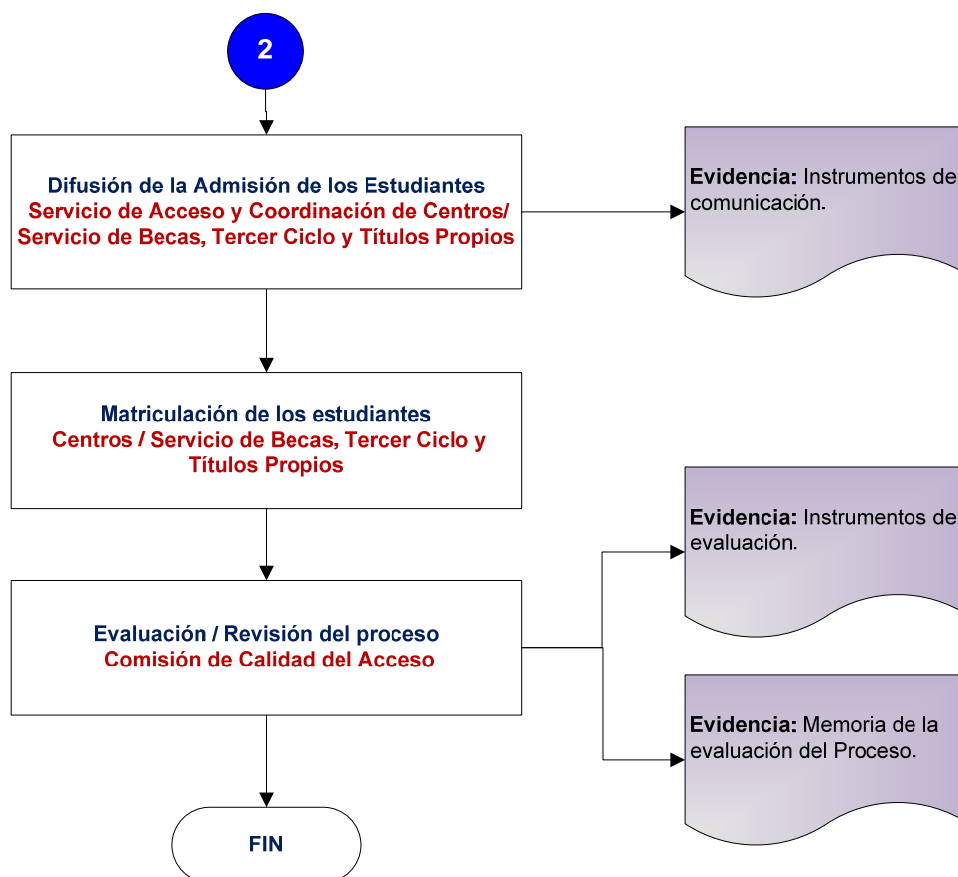 2
Difusión de la Admisión de los Estudiantes
Servicio de Acceso y Coordinación de Centros/
Servicio de Becas, Tercer Ciclo y Títulos Propios
Evidencia: Instrumentos de
comunicación.
Matriculación de los estudiantes
Centros / Servicio de Becas, Tercer Ciclo y
Títulos Propios
Evidencia: Instrumentos de
evaluación.
Evaluación / Revisión del proceso
Comisión de Calidad del Acceso
Evidencia: Memoria de la
evaluación del Proceso.
FIN